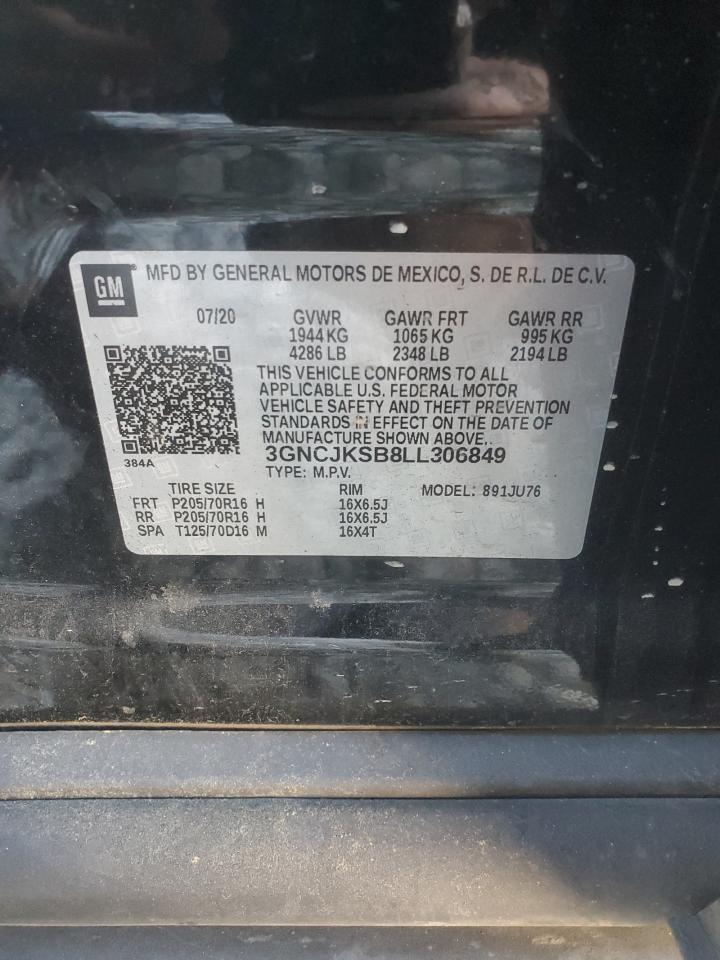 GM® MFD BY GENERAL MOTORS DE MEXICO, S. DE R.L. DE C.V.
07/20 GVWR GAWR FRT GAWR RR
1944 KG 1065 KG 995 KG
4286 LB 2348 LB 2194 LB
THIS VEHICLE CONFORMS TO ALL
APPLICABLE U.S. FEDERAL MOTOR
VEHICLE SAFETY AND THEFT PREVENTION
STANDARDS IN EFFECT ON THE DATE OF
MANUFACTURE SHOWN ABOVE.
384A 3GNCJKSB8LL306849
TYPE: M.P.V.
TIRE SIZE RIM MODEL: 891JU76
FRT P205/70R16 H 16X6.5J
RR P205/70R16 H 16X6.5J
SPA T125/70D16 M 16X4T